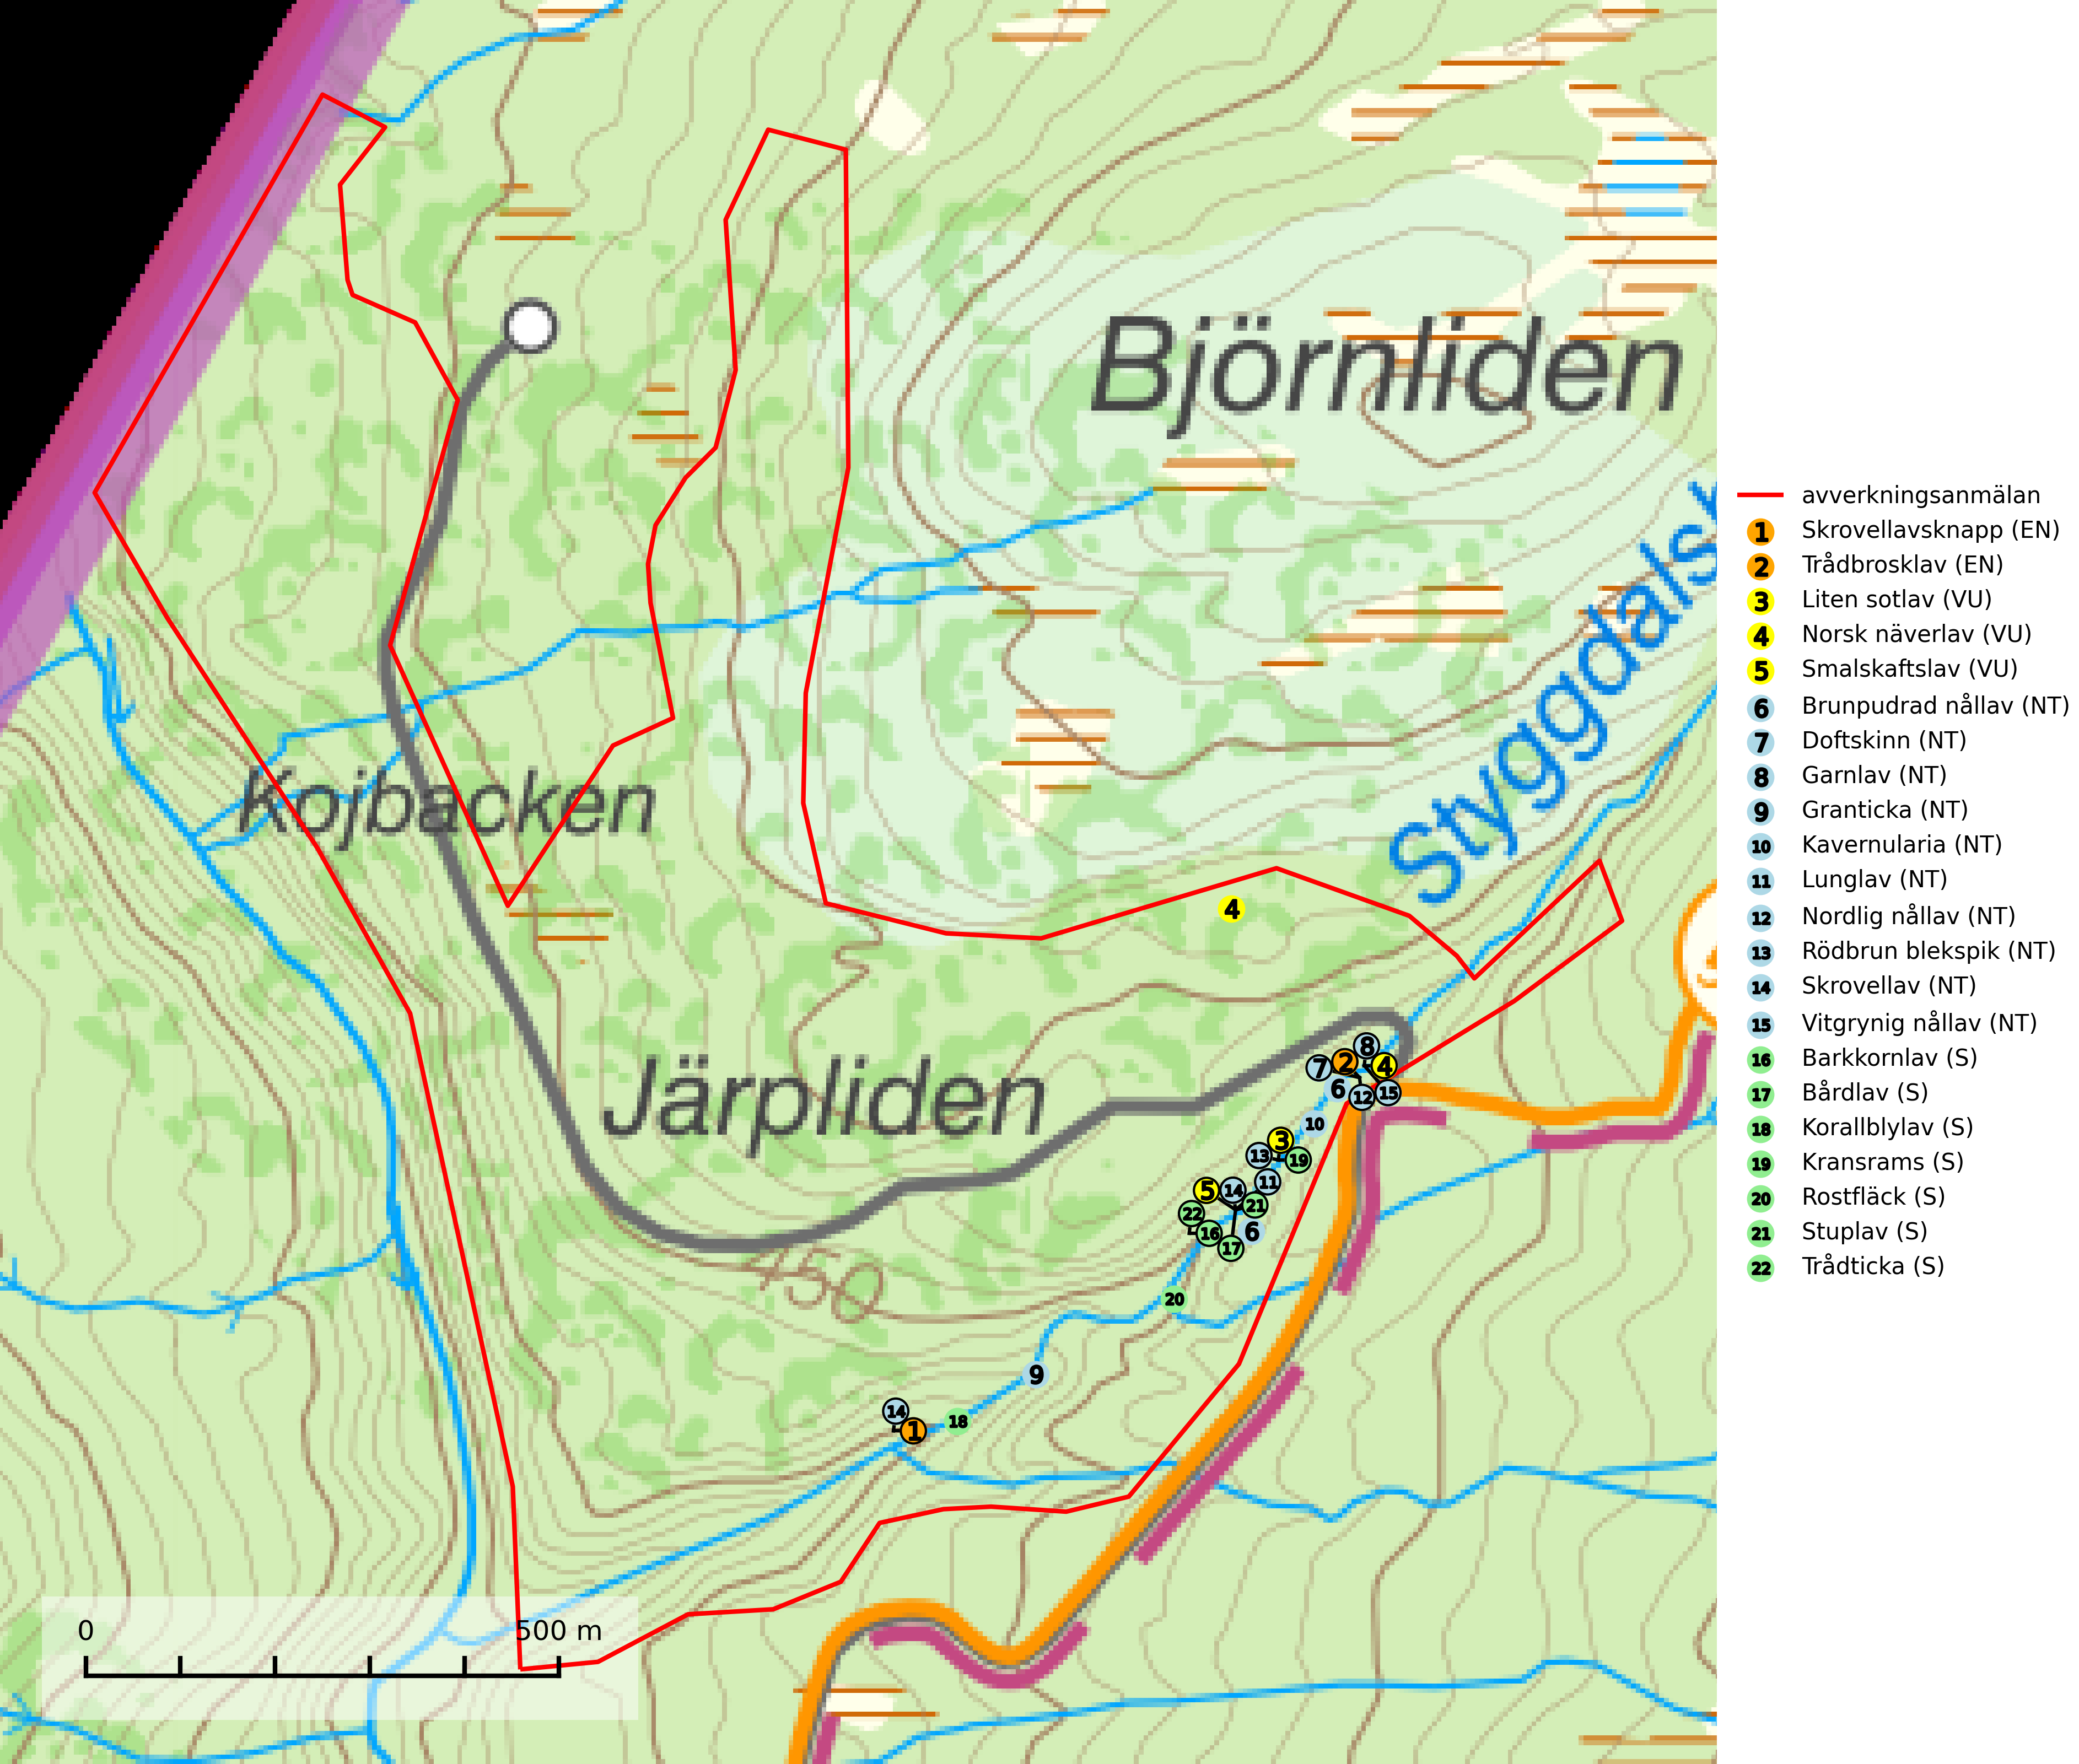 Björnliden
Styggdals
Kojbacken
Järpliden
450
4
8
7
2
4
6
12
15
10
3
13
19
11
5
14
21
22
16
6
17
20
9
14
1
18
0
500 m
avverkningsanmälan
1 Skrovellavsknapp (EN)
2 Trådbrosklav (EN)
3 Liten sotlav (VU)
4 Norsk näverlav (VU)
5 Smalskaftslav (VU)
6 Brunpudrad nållav (NT)
7 Doftskinn (NT)
8 Garnlav (NT)
9 Granticka (NT)
10 Kavernularia (NT)
11 Lunglav (NT)
12 Nordlig nållav (NT)
13 Rödbrun blekspik (NT)
14 Skrovellav (NT)
15 Vitgrynig nållav (NT)
16 Barkkornlav (S)
17 Bårdlav (S)
18 Korallblylav (S)
19 Kransrams (S)
20 Rostfläck (S)
21 Stuplav (S)
22 Trådticka (S)